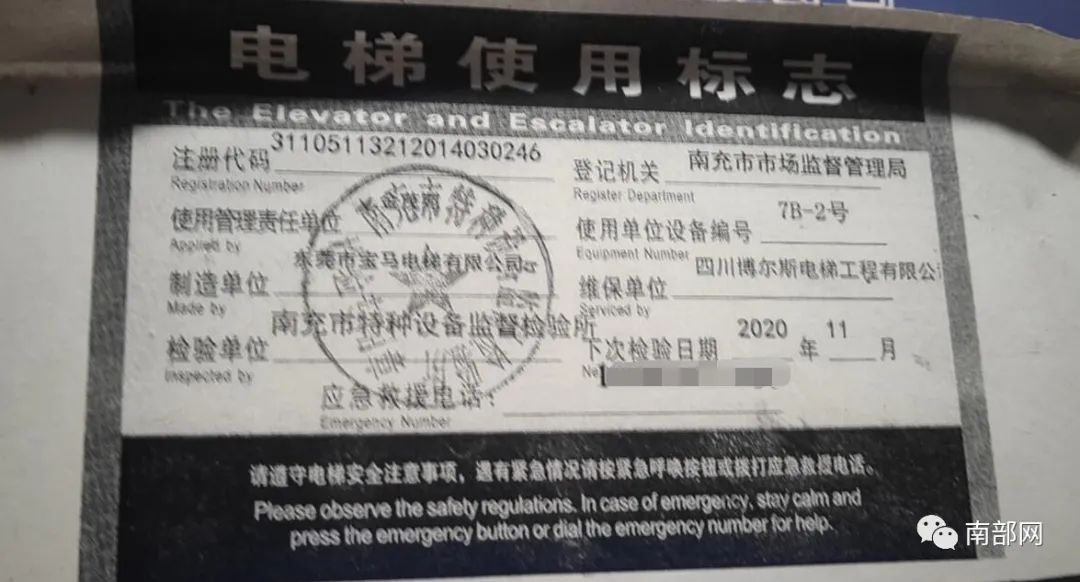 电梯使用标志
The Elevator and Escalator Identification
注册代码 31105113212014030246
Registration Number
登记机关 南充市市场监督管理局
Register Department
使用管理责任单位
Applied by
使用单位设备编号 7B-2号
Equipment Number
制造单位 东莞市宝马电梯有限公司
Made by
维保单位 四川博尔斯电梯工程有限公
Serviced by
检验单位 南充市特种设备监督检验所
Inspected by
下次检验日期 2020 年 11 月
应急救援电话：
Emergency Number
南充市特种
请遵守电梯安全注意事项，遇有紧急情况请按紧急呼唤按钮或拨打应急救援电话。
Please observe the safety regulations. In case of emergency, stay calm and
press the emergency button or dial the emergency number for help.
南部网